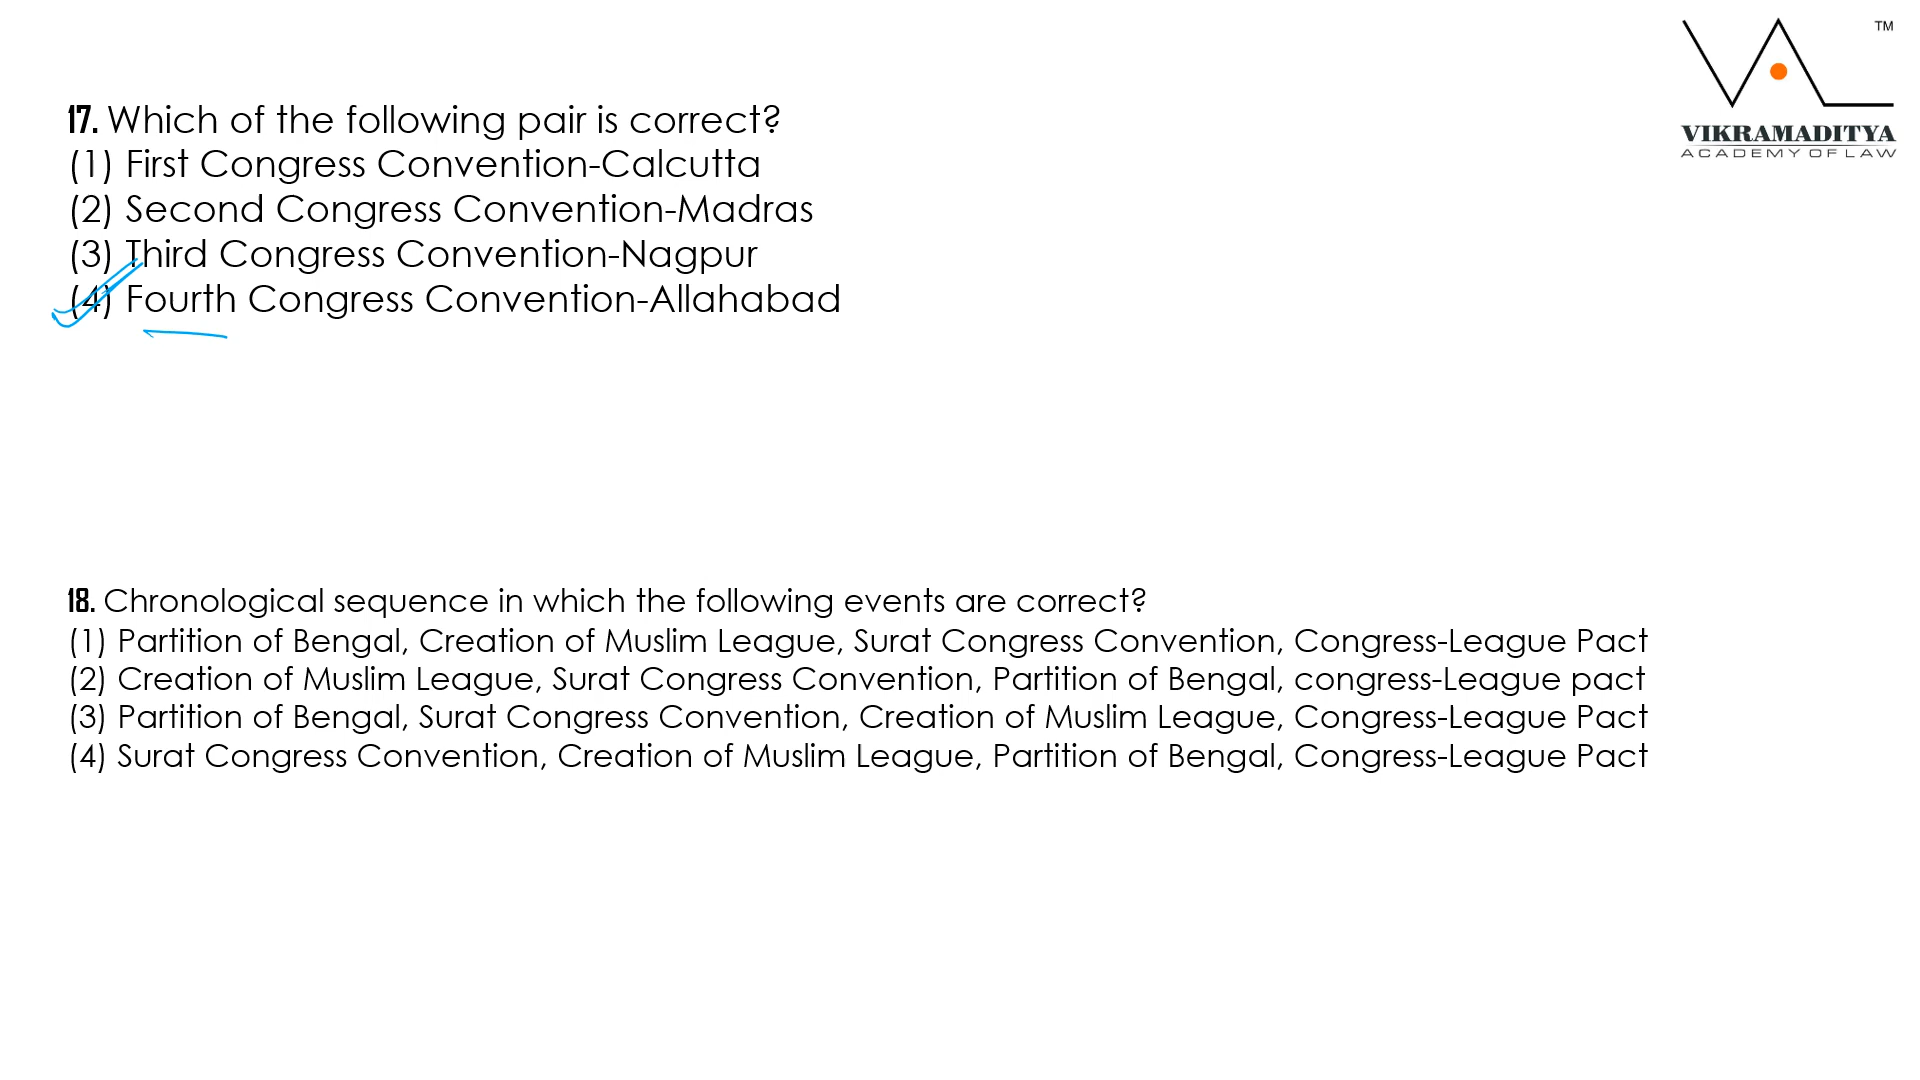 TM
VIKRAMADITYA
ACADEMY OF LAW
17. Which of the following pair is correct?
(1) First Congress Convention-Calcutta
(2) Second Congress Convention-Madras
(3) Third Congress Convention-Nagpur
(4) Fourth Congress Convention-Allahabad
18. Chronological sequence in which the following events are correct?
(1) Partition of Bengal, Creation of Muslim League, Surat Congress Convention, Congress-League Pact
(2) Creation of Muslim League, Surat Congress Convention, Partition of Bengal, congress-League pact
(3) Partition of Bengal, Surat Congress Convention, Creation of Muslim League, Congress-League Pact
(4) Surat Congress Convention, Creation of Muslim League, Partition of Bengal, Congress-League Pact